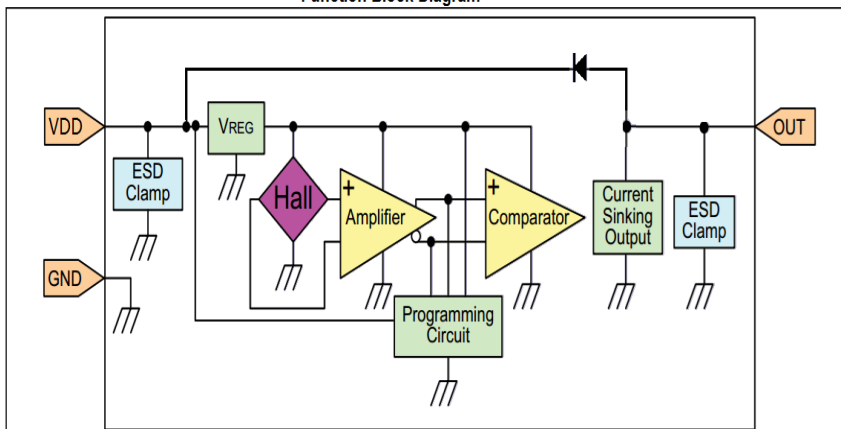 Function Block Diagram
VDD
VREG
OUT
ESD
Clamp
Hall
+
Amplifier
+
Comparator
Current
Sinking
Output
ESD
Clamp
GND
Programming
Circuit